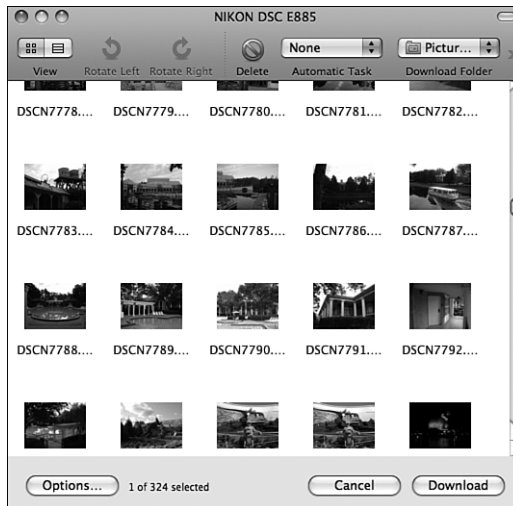 NIKON DSC E885
None Pictur...
View Rotate Left Rotate Right Delete Automatic Task Download Folder
DSCN7778.... DSCN7779.... DSCN7780.... DSCN7781.... DSCN7782....
DSCN7783.... DSCN7784.... DSCN7785.... DSCN7786.... DSCN7787....
DSCN7788.... DSCN7789.... DSCN7790.... DSCN7791.... DSCN7792....
Options... 1 of 324 selected Cancel Download